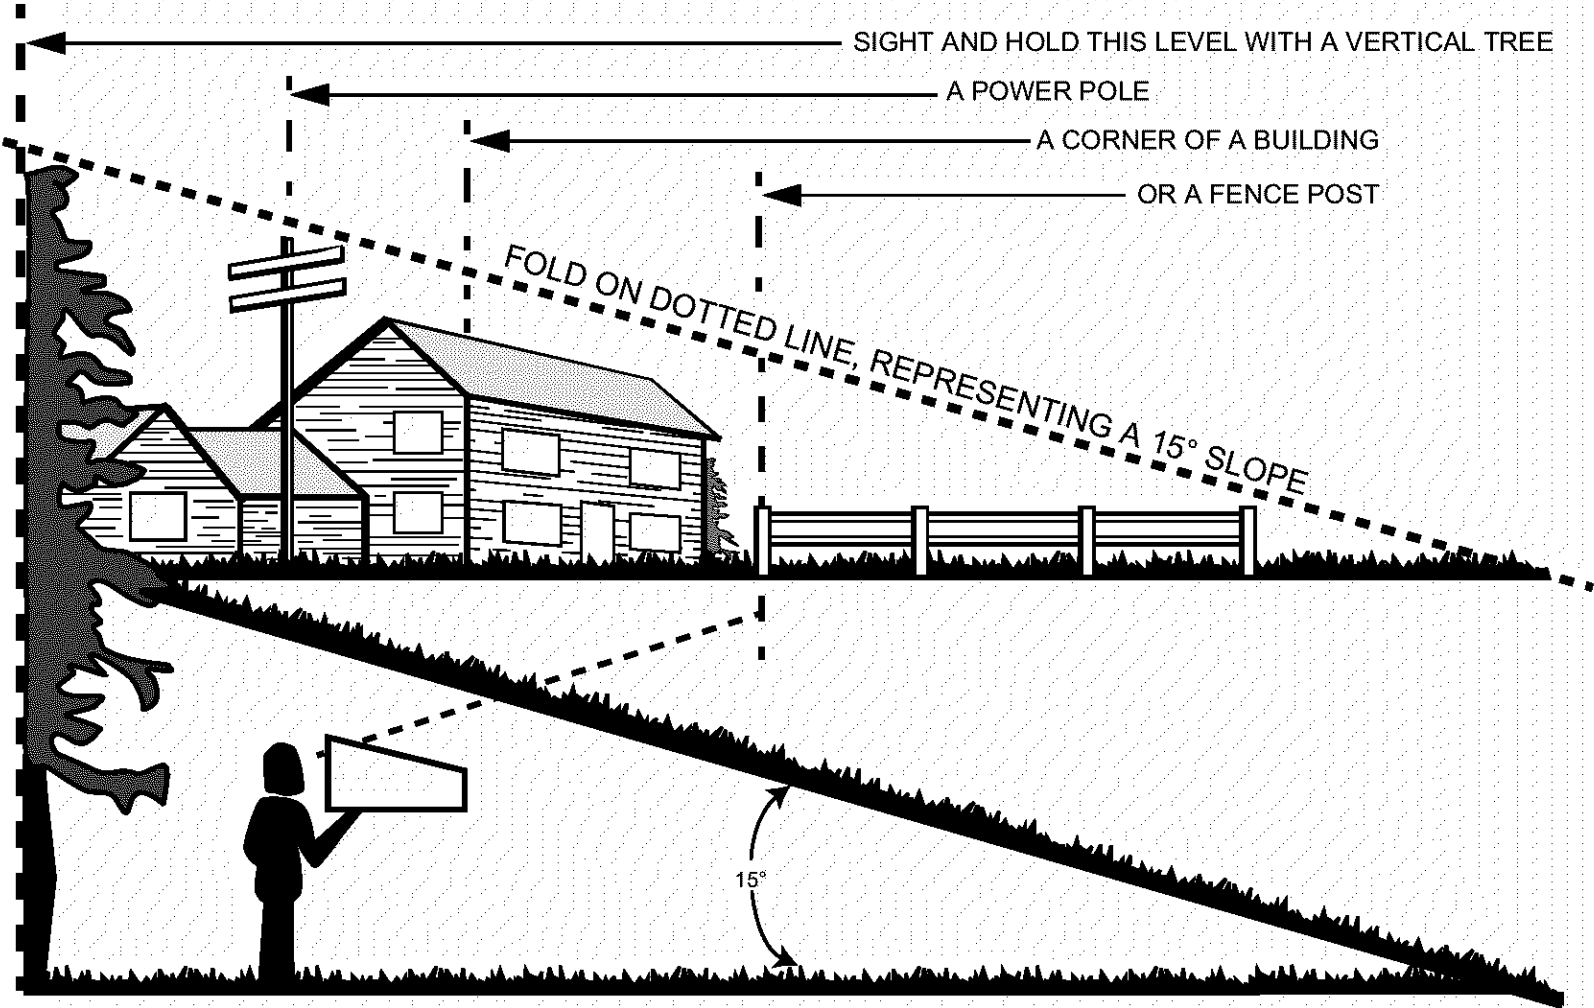 SIGHT AND HOLD THIS LEVEL WITH A VERTICAL TREE
A POWER POLE
A CORNER OF A BUILDING
OR A FENCE POST
FOLD ON DOTTED LINE, REPRESENTING A 15° SLOPE
15°